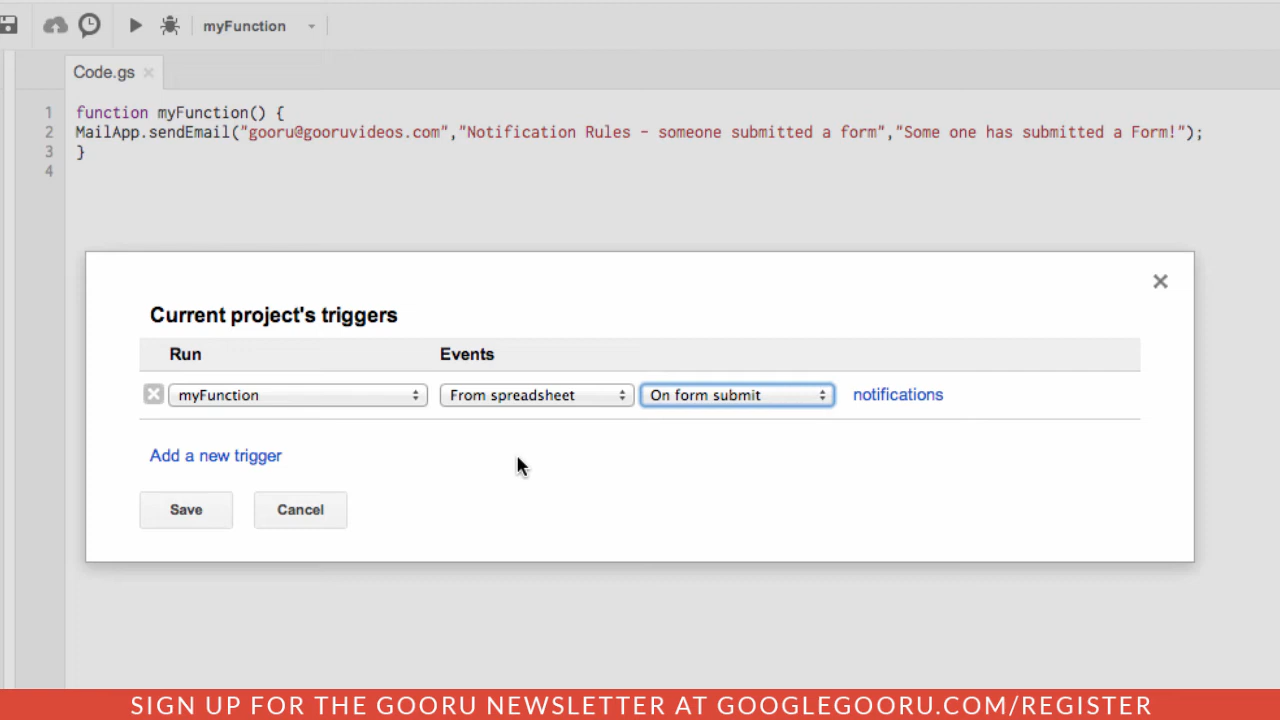 myFunction
Code.gs
1 function myFunction() {
2 MailApp.sendEmail("gooru@gooruvideos.com","Notification Rules - someone submitted a form","Some one has submitted a Form!");
3 }
4
Current project's triggers
Run Events
myFunction From spreadsheet On form submit notifications
Add a new trigger
Save Cancel
SIGN UP FOR THE GOORU NEWSLETTER AT GOOGLEGOORU.COM/REGISTER